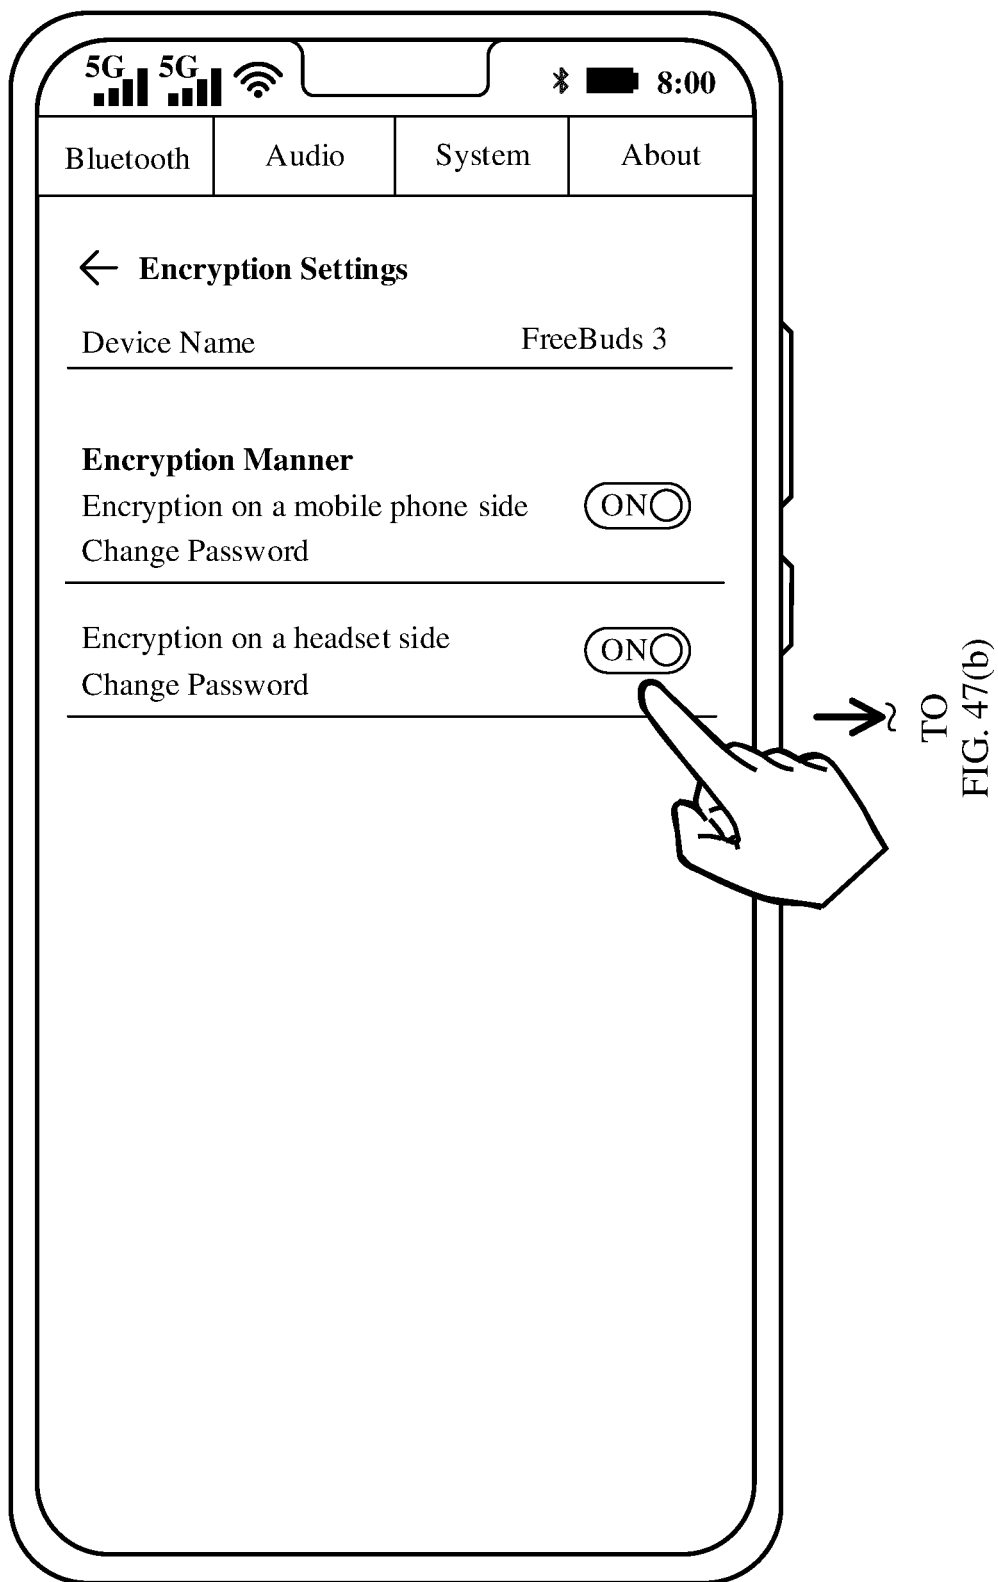 5G 5G 8:00
Bluetooth Audio System About
Encryption Settings
Device Name FreeBuds 3
Encryption Manner
Encryption on a mobile phone side ON
Change Password
Encryption on a headset side ON
Change Password
TO
FIG. 47(b)